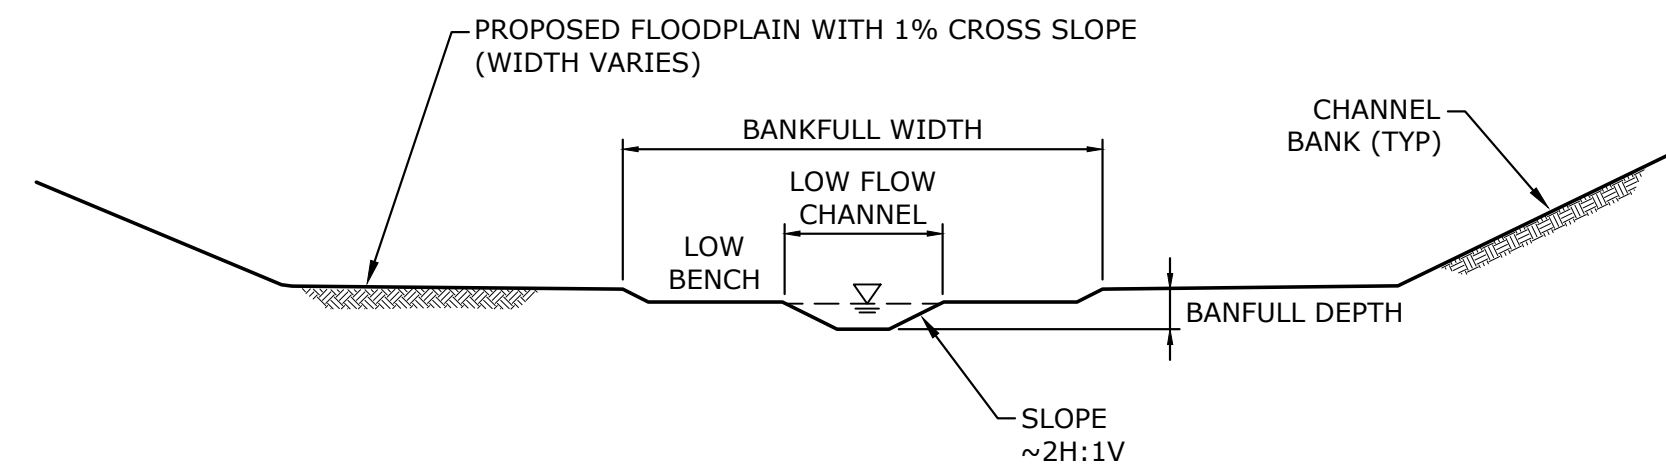 PROPOSED FLOODPLAIN WITH 1% CROSS SLOPE
(WIDTH VARIES)
CHANNEL
BANK (TYP)
BANKFULL WIDTH
LOW FLOW
CHANNEL
LOW
BENCH
BANFULL DEPTH
SLOPE
~2H:1V